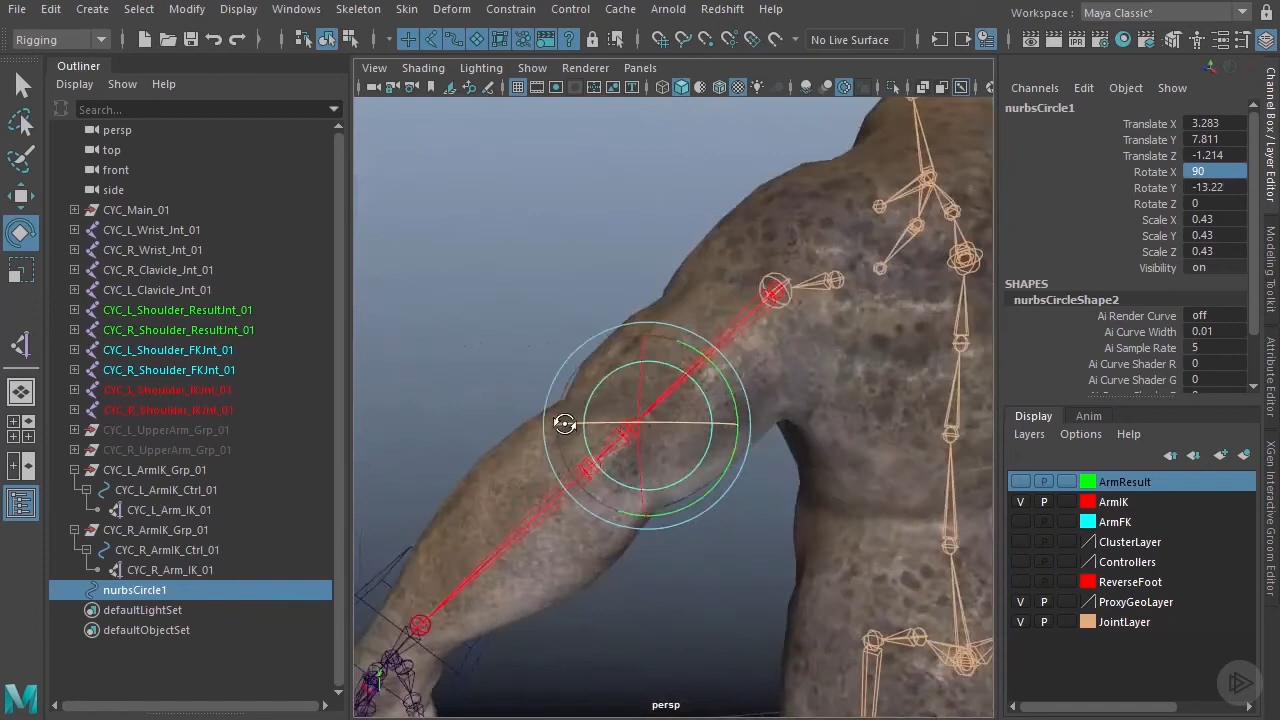 File Edit Create Select Modify Display Windows Skeleton Skin Deform Constrain Control Cache Arnold Redshift Help
Workspace : Maya Classic*
Rigging
No Live Surface
IPR
Outliner
Display Show Help
Search...
persp
top
front
side
CYC_Main_01
CYC_L_Wrist_Jnt_01
CYC_R_Wrist_Jnt_01
CYC_R_Clavicle_Jnt_01
CYC_L_Clavicle_Jnt_01
CYC_L_Shoulder_ResultJnt_01
CYC_R_Shoulder_ResultJnt_01
CYC_L_Shoulder_FKJnt_01
CYC_R_Shoulder_FKJnt_01
CYC_L_Shoulder_IKJnt_01
CYC_R_Shoulder_IKJnt_01
CYC_L_UpperArm_Grp_01
CYC_R_UpperArm_Grp_01
CYC_L_ArmIK_Grp_01
CYC_L_ArmIK_Ctrl_01
CYC_L_Arm_IK_01
CYC_R_ArmIK_Grp_01
CYC_R_ArmIK_Ctrl_01
CYC_R_Arm_IK_01
nurbsCircle1
defaultLightSet
defaultObjectSet
View Shading Lighting Show Renderer Panels
persp
Channels Edit Object Show
nurbsCircle1
Translate X 3.283
Translate Y 7.811
Translate Z -1.214
Rotate X 90
Rotate Y -13.22
Rotate Z 0
Scale X 0.43
Scale Y 0.43
Scale Z 0.43
Visibility on
SHAPES
nurbsCircleShape2
Ai Render Curve off
Ai Curve Width 0.01
Ai Sample Rate 5
Ai Curve Shader R 0
Ai Curve Shader G 0
Display Anim
Layers Options Help
P ArmResult
V P ArmIK
P ArmFK
P ClusterLayer
P Controllers
P ReverseFoot
V P ProxyGeoLayer
V P JointLayer
Channel Box / Layer Editor
Modeling Toolkit
Attribute Editor
XGen Interactive Groom Editor